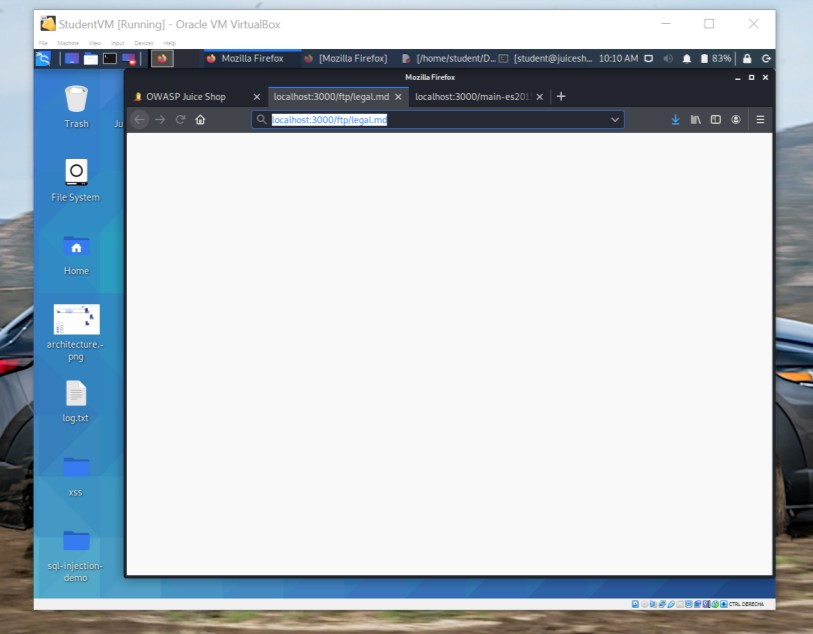 StudentVM [Running] - Oracle VM VirtualBox
File Machine View Input Devices Help
Mozilla Firefox [Mozilla Firefox] [/home/student/D... [student@juicesh... 10:10 AM 83%
Mozilla Firefox
OWASP Juice Shop localhost:3000/ftp/legal.md localhost:3000/main-es201
localhost:3000/ftp/legal.md
Trash Ju
File System
Home
architecture.-
png
log.txt
xss
sql-injection-
demo
CTRL DERECHA